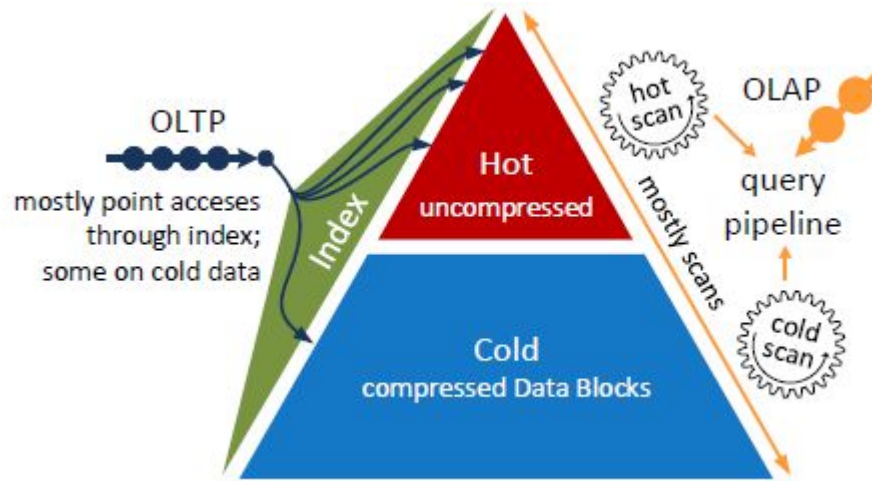 OLTP
mostly point acceses
through index;
some on cold data
Index
Hot
uncompressed
Cold
compressed Data Blocks
mostly scans
hot
scan
OLAP
query
pipeline
cold
scan